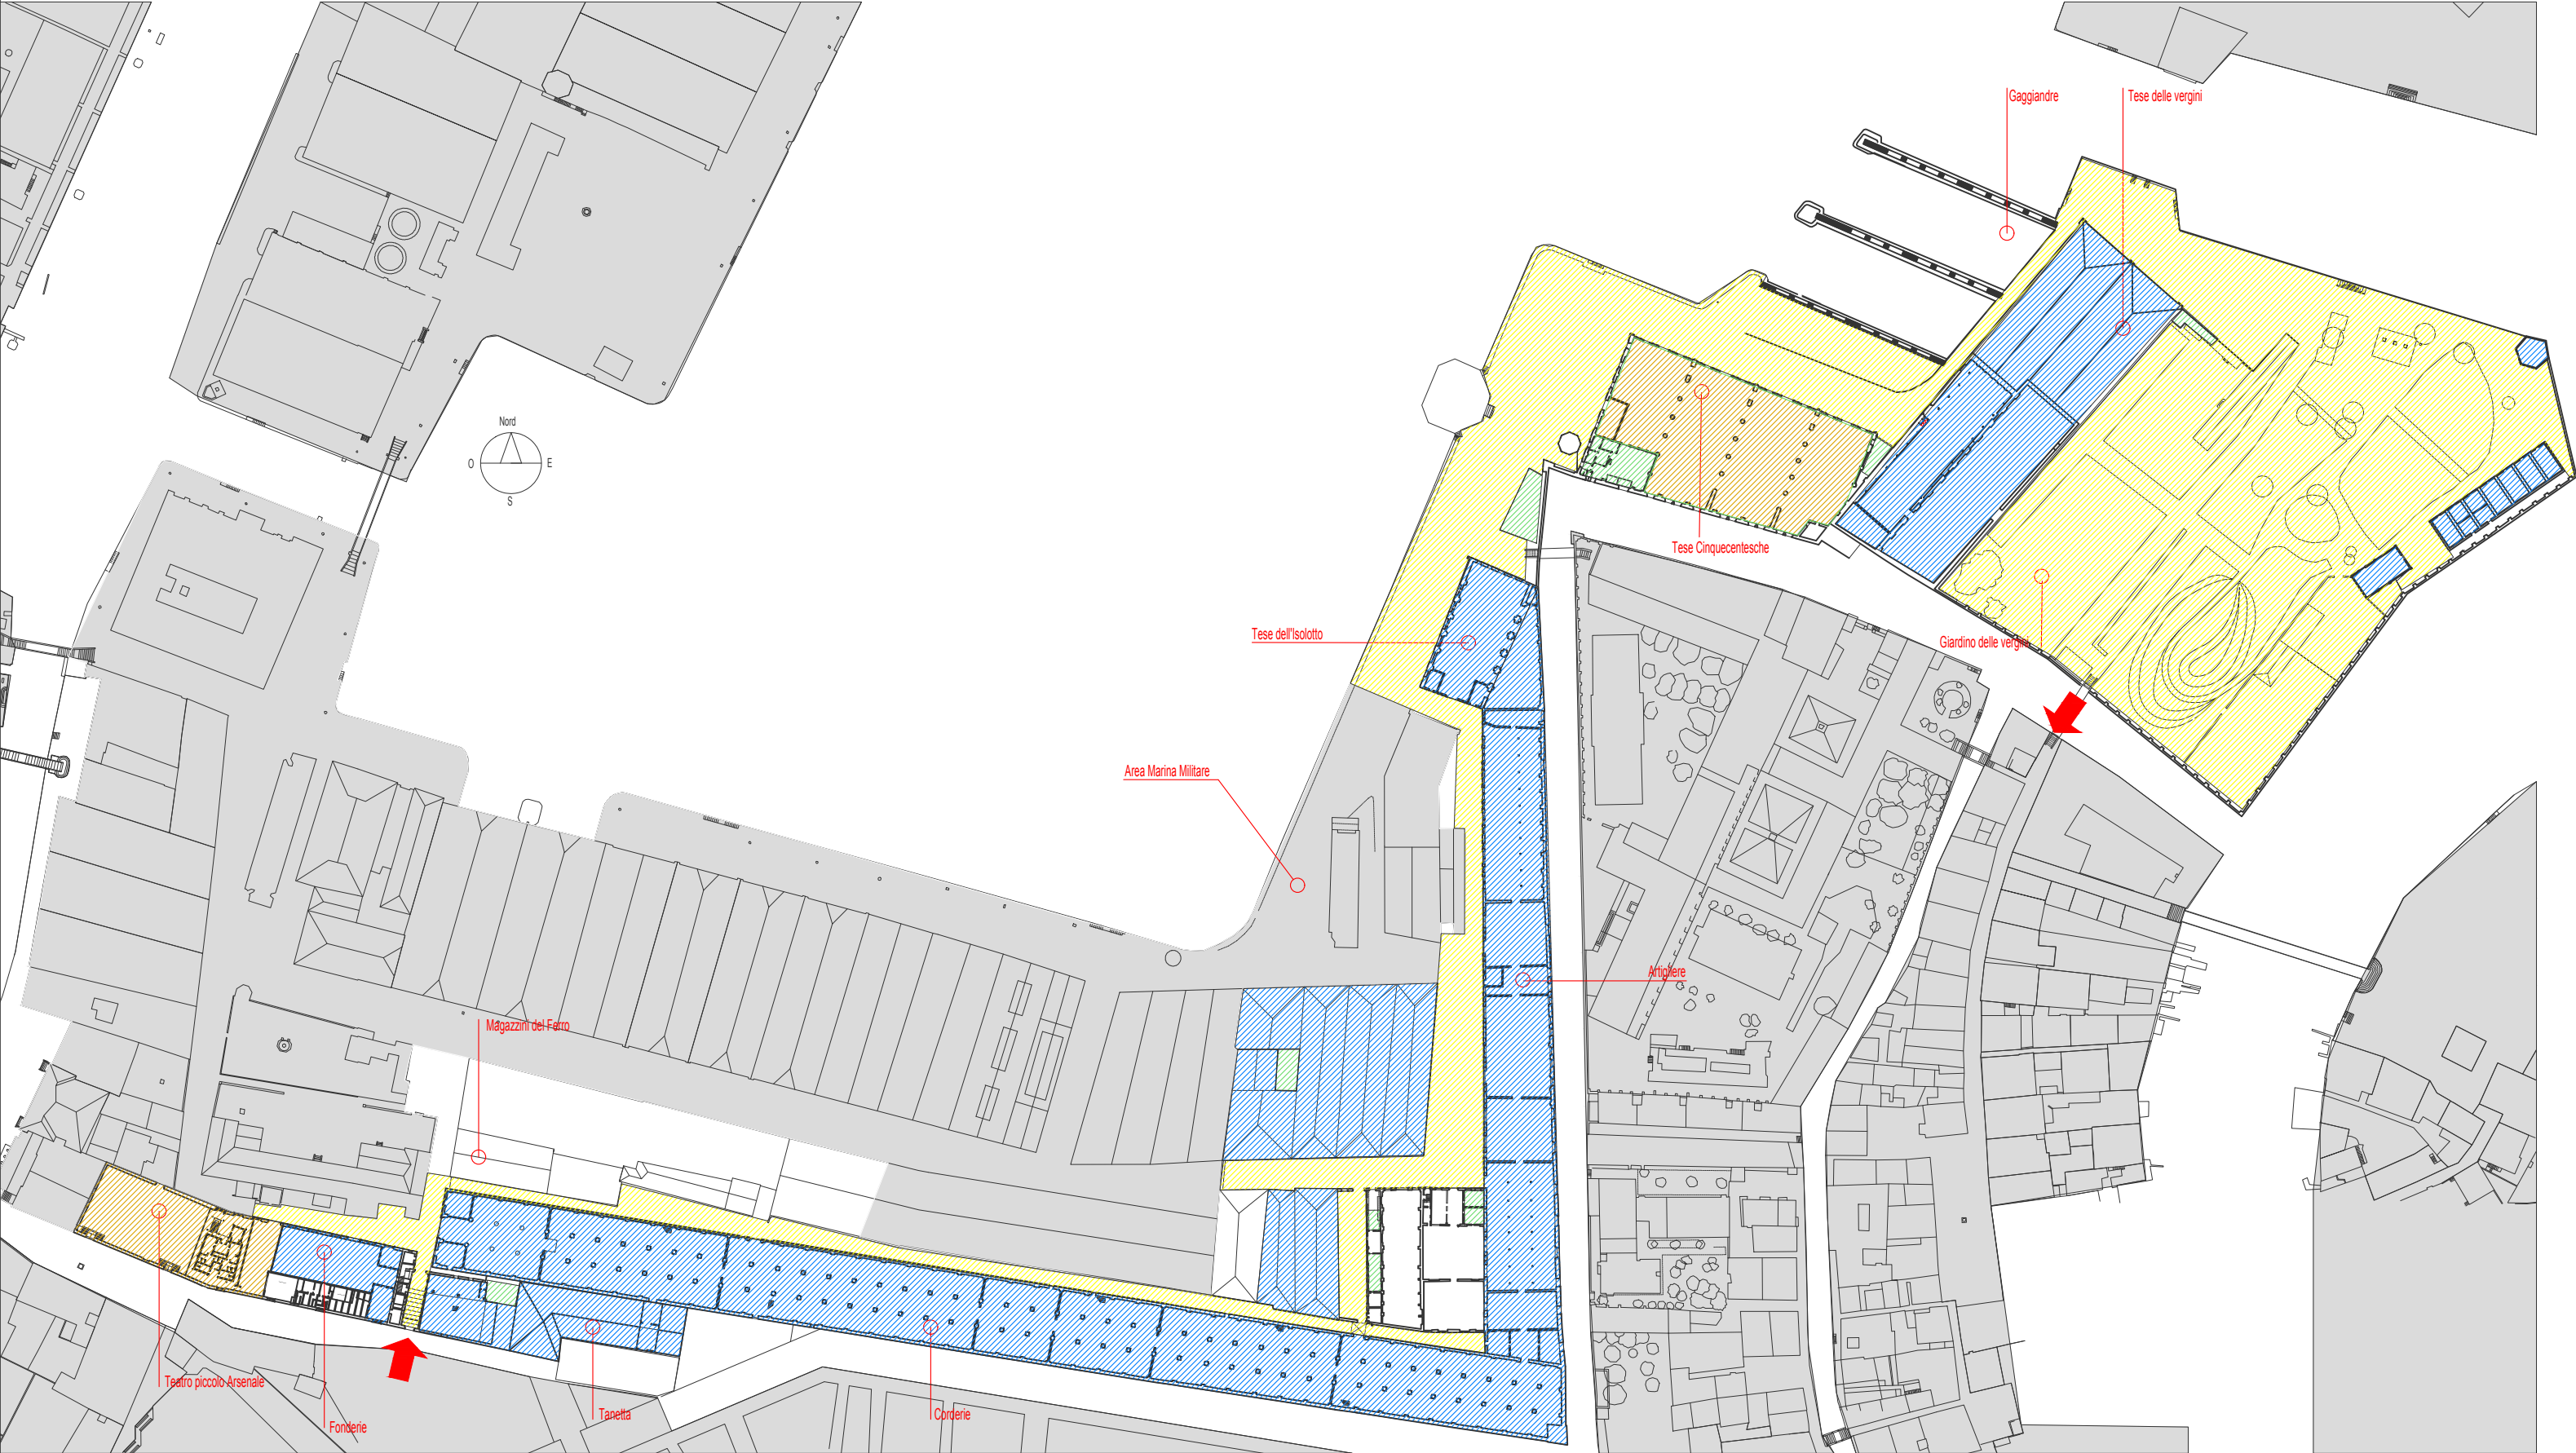 Gaggiandre
Tese delle vergini
Nord
O
E
S
Tese Cinquecentesche
Tese dell'Isolotto
Giardino delle vergini
Area Marina Militare
Artigliere
Magazzini del Ferro
Teatro piccolo Arsenale
Fonderie
Tanetta
Corderie